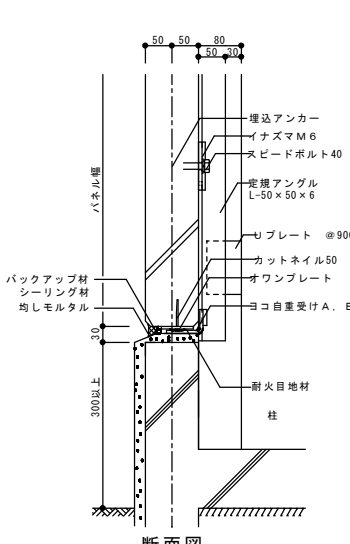 50 50 80
50 30
埋込アンカー
イナズマM6
スピードボルト40
パネル幅
定規アングル
L-50×50×6
Uプレート @900
カットネイル50
オワンプレート
バックアップ材
シーリング材
均しモルタル
ヨコ自重受けA, B
30
耐火目地材
柱
300以上
断面図